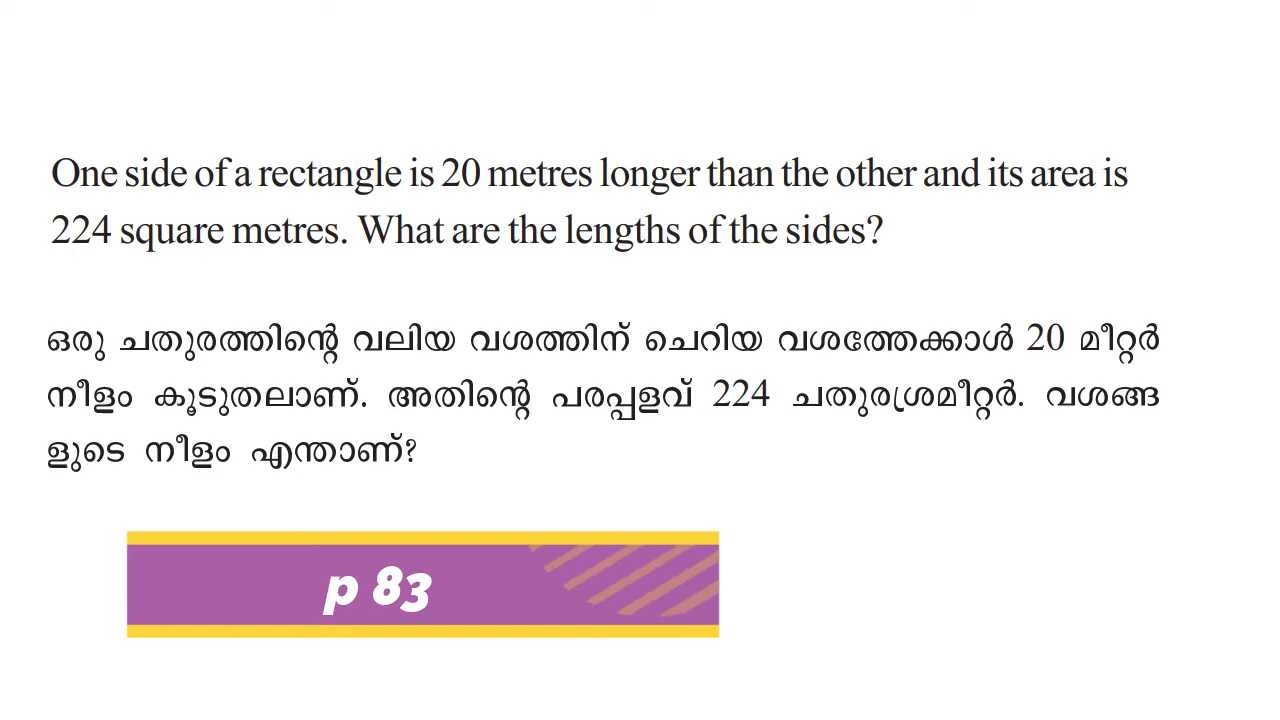 One side of a rectangle is 20 metres longer than the other and its area is
224 square metres. What are the lengths of the sides?
ഒരു ചതുരത്തിന്റെ വലിയ വശത്തിന് ചെറിയ വശത്തേക്കാൾ 20 മീറ്റർ
നീളം കൂടുതലാണ്. അതിന്റെ പരപ്പളവ് 224 ചതുരശ്രമീറ്റർ. വശങ്ങ
ളുടെ നീളം എന്താണ്?
p 83